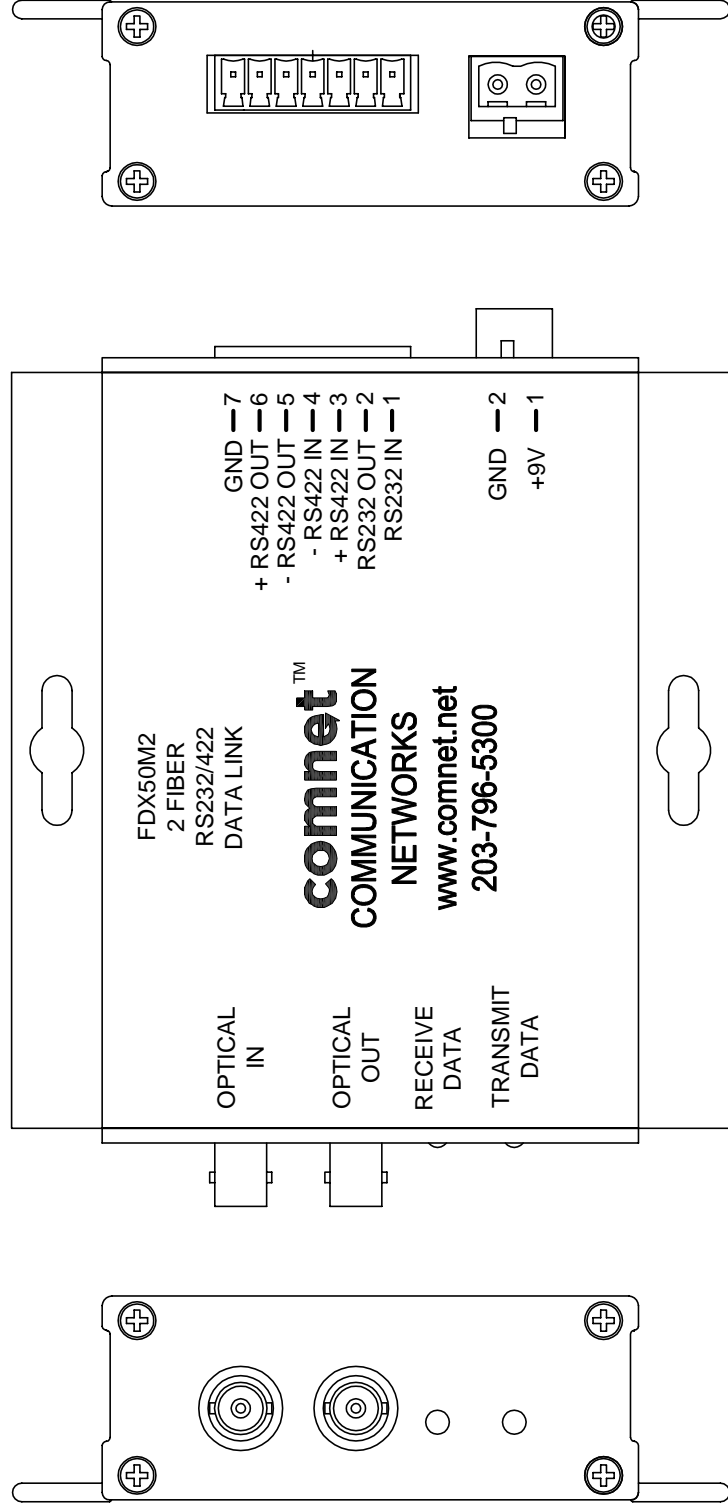 FDX50M2
2 FIBER
RS232/422
DATA LINK
GND 7
+ RS422 OUT 6
- RS422 OUT 5
- RS422 IN 4
+ RS422 IN 3
RS232 OUT 2
RS232 IN 1
GND 2
+9V 1
comnet™
COMMUNICATION
NETWORKS
www.comnet.net
203-796-5300
OPTICAL
IN
OPTICAL
OUT
RECEIVE
DATA
TRANSMIT
DATA